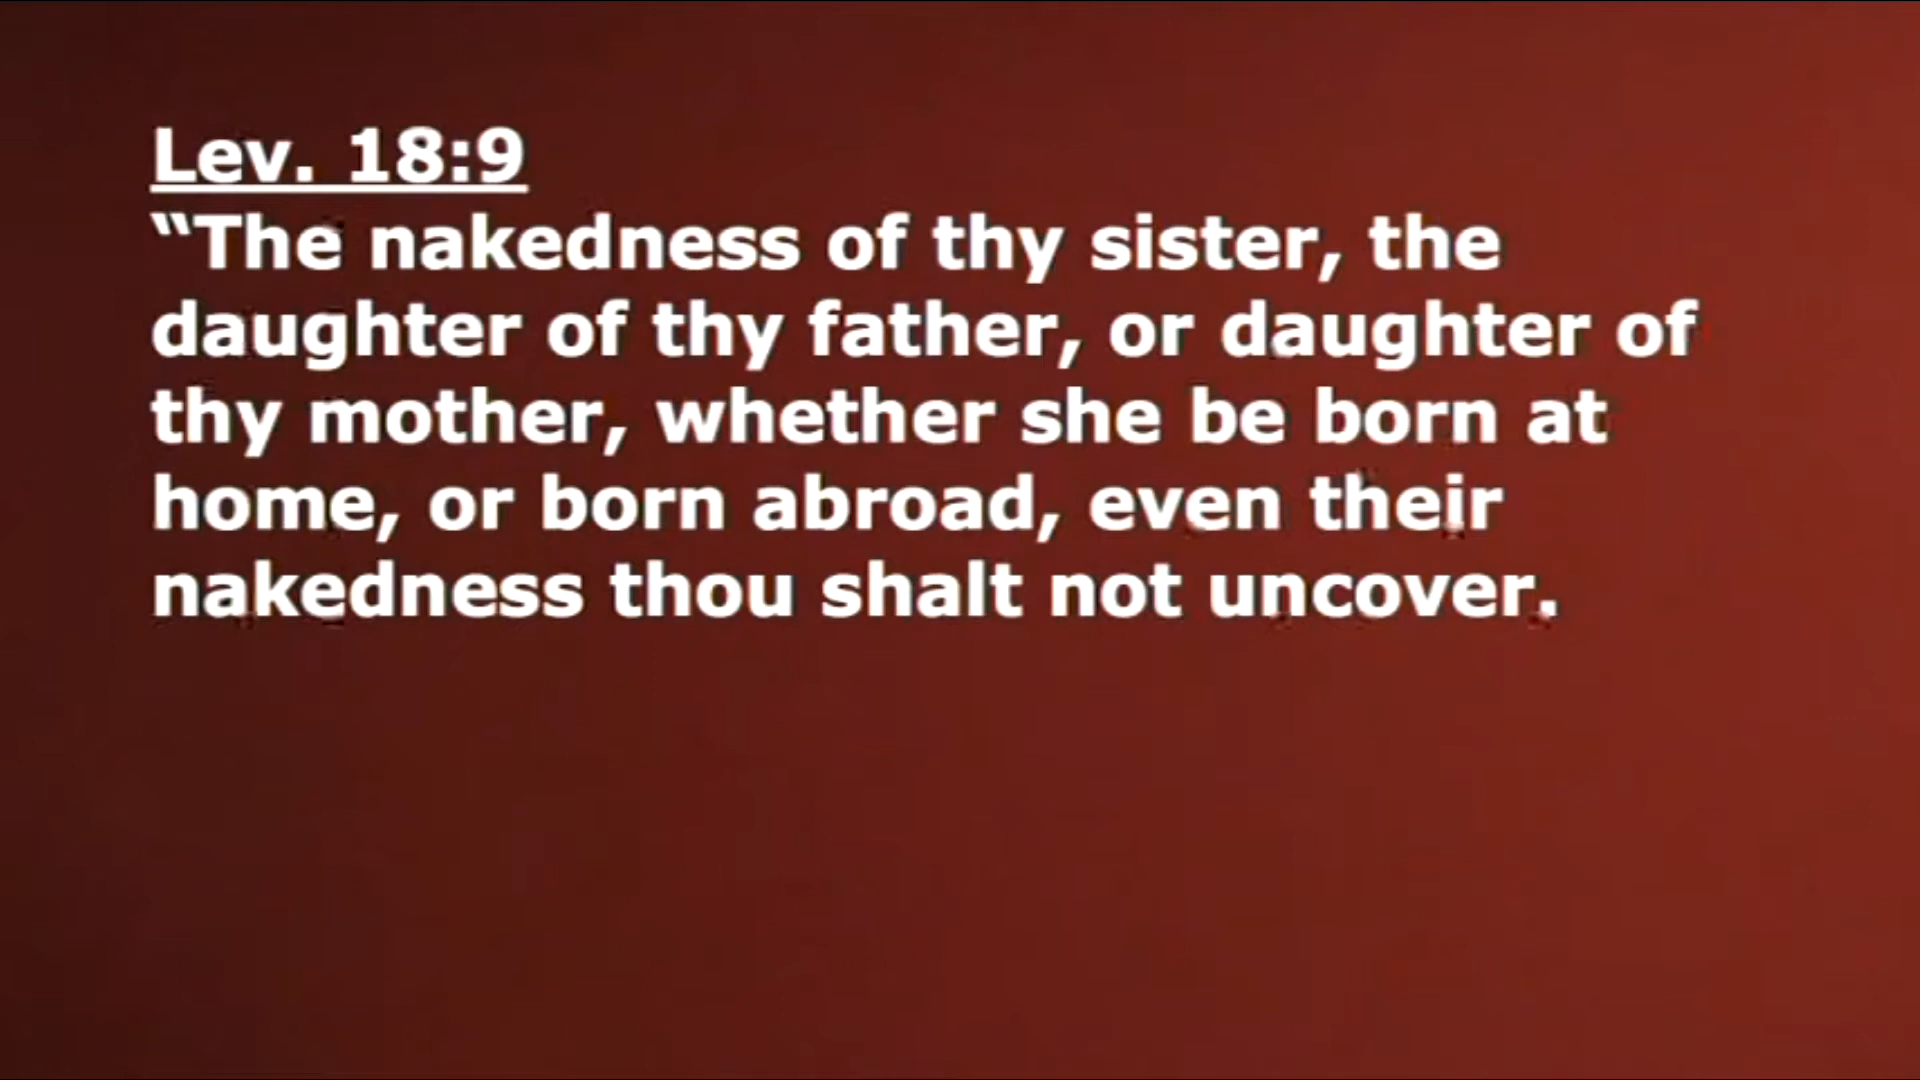 Lev. 18:9
“The nakedness of thy sister, the
daughter of thy father, or daughter of
thy mother, whether she be born at
home, or born abroad, even their
nakedness thou shalt not uncover.